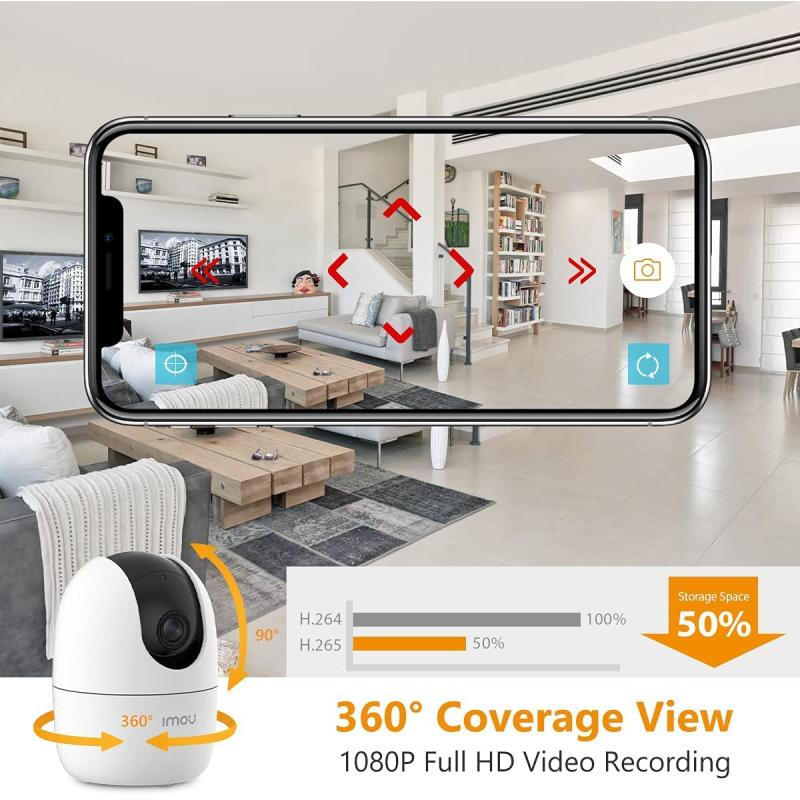 H.264 100%
H.265 50%
Storage Space
50%
90°
360° imou
360° Coverage View
1080P Full HD Video Recording